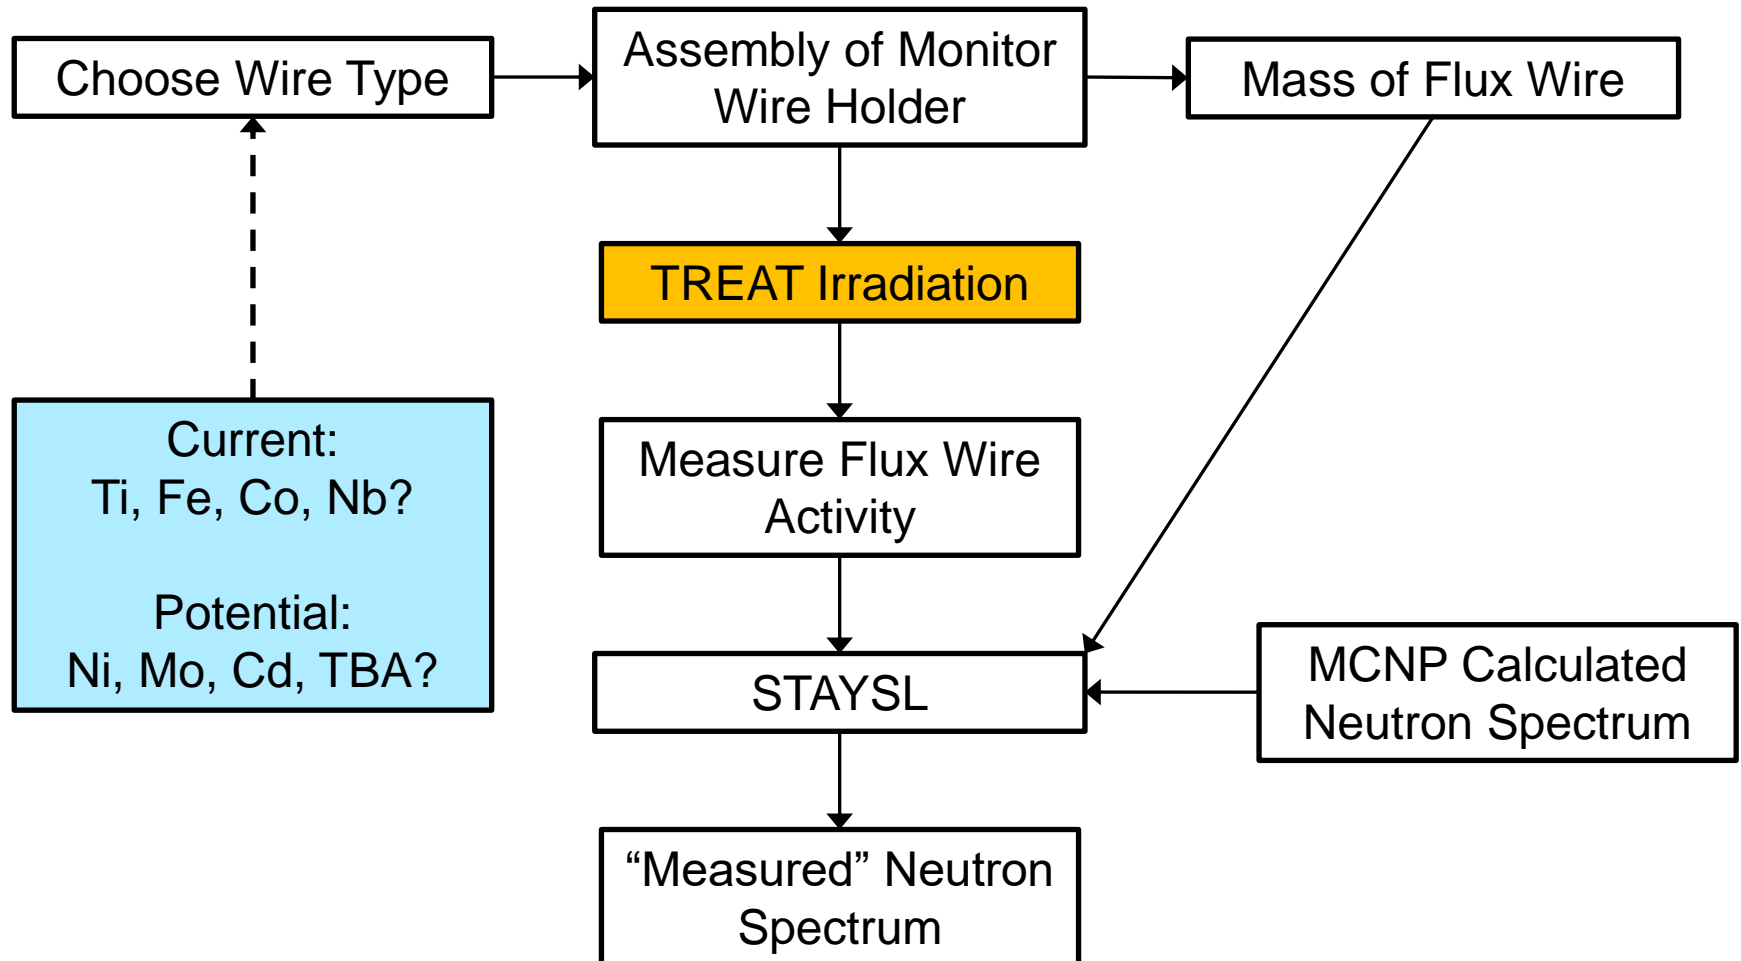 Choose Wire Type
Assembly of Monitor
Wire Holder
Mass of Flux Wire
TREAT Irradiation
Current:
Ti, Fe, Co, Nb?
Potential:
Ni, Mo, Cd, TBA?
Measure Flux Wire
Activity
STAYSL
MCNP Calculated
Neutron Spectrum
“Measured” Neutron
Spectrum